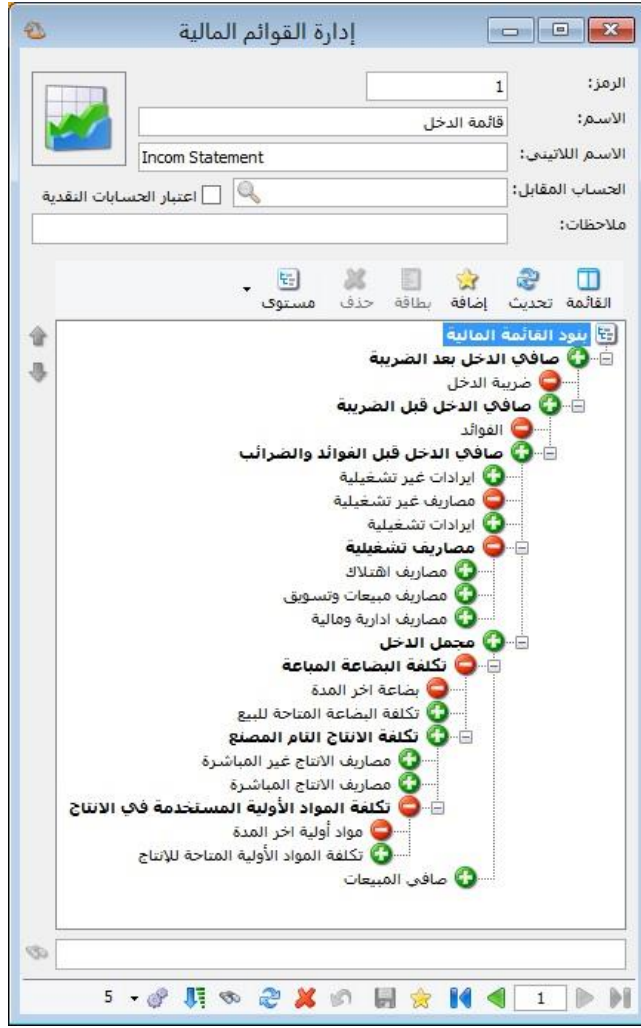 إدارة القوائم المالية
الرمز: 1
الاسم: قائمة الدخل
الاسم اللاتيني: Incom Statement
الحساب المقابل: اعتبار الحسابات النقدية
ملاحظات:
القائمة تحديث إضافة بطاقة حذف مستوى
بنود القائمة المالية
صافي الدخل بعد الضريبة
ضريبة الدخل
صافي الدخل قبل الضريبة
الفوائد
صافي الدخل قبل الفوائد والضرائب
ايرادات غير تشغيلية
مصاريف غير تشغيلية
ايرادات تشغيلية
مصاريف تشغيلية
مصاريف اهتلاك
مصاريف مبيعات وتسويق
مصاريف ادارية ومالية
مجمل الدخل
تكلفة البضاعة المباعة
بضاعة اخر المدة
تكلفة البضاعة المتاحة للبيع
تكلفة الانتاج التام المصنع
مصاريف الانتاج غير المباشرة
مصاريف الانتاج المباشرة
تكلفة المواد الأولية المستخدمة في الانتاج
مواد أولية اخر المدة
تكلفة المواد الأولية المتاحة للإنتاج
صافي المبيعات
5 1